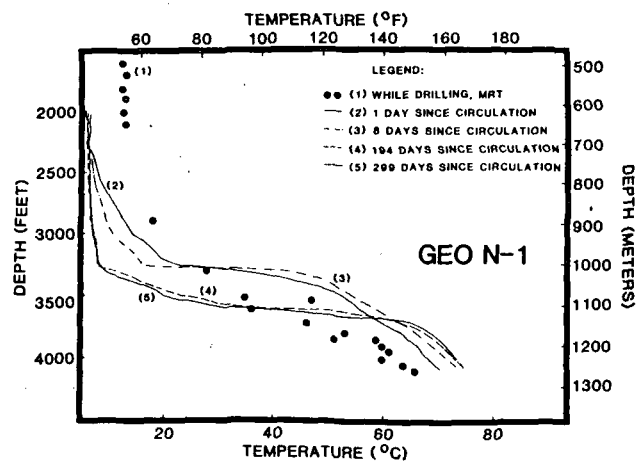 TEMPERATURE (°F)
60 80 100 120 140 160 180
LEGEND:
(1) WHILE DRILLING, MRT
(2) 1 DAY SINCE CIRCULATION
(3) 8 DAYS SINCE CIRCULATION
(4) 194 DAYS SINCE CIRCULATION
(5) 299 DAYS SINCE CIRCULATION
(1)
(2)
(3)
(4)
(5)
GEO N-1
DEPTH (FEET)
2000
2500
3000
3500
4000
DEPTH (METERS)
500
600
700
800
900
1000
1100
1200
1300
20 40 60 80
TEMPERATURE (°C)